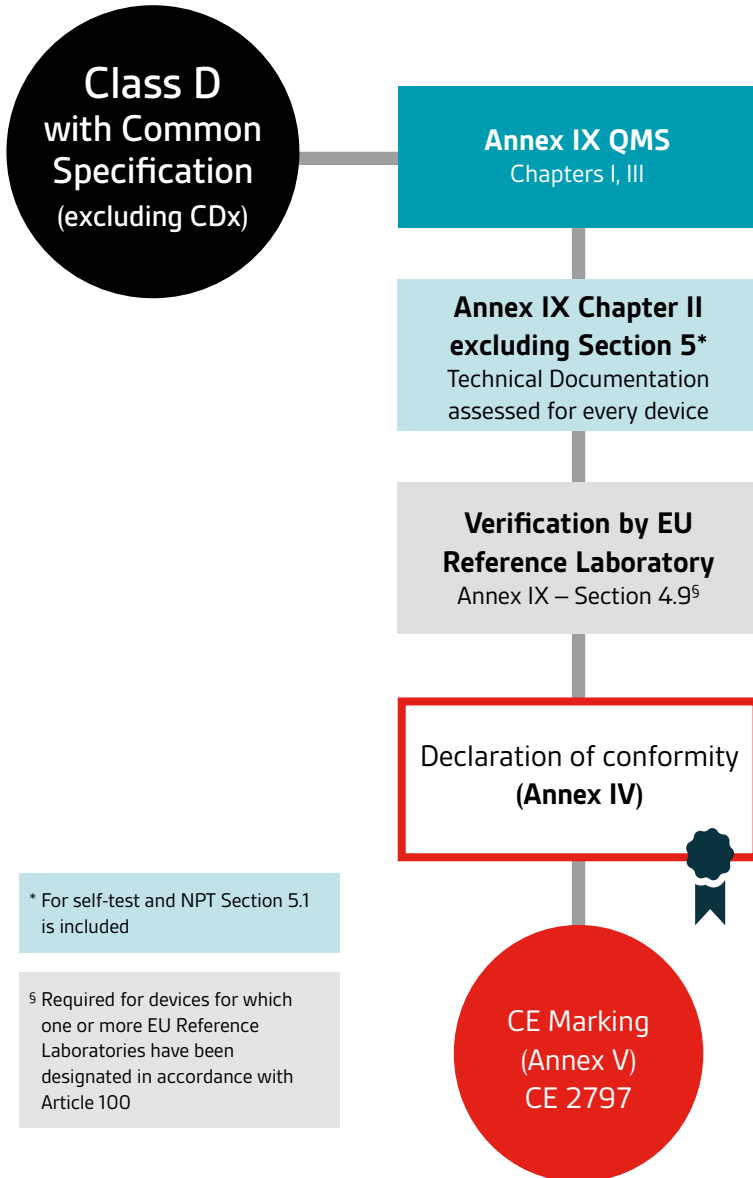 Class D
with Common
Specification
(excluding CDx)
Annex IX QMS
Chapters I, III
Annex IX Chapter II
excluding Section 5*
Technical Documentation
assessed for every device
Verification by EU
Reference Laboratory
Annex IX – Section 4.9§
Declaration of conformity
(Annex IV)
CE Marking
(Annex V)
CE 2797
* For self-test and NPT Section 5.1
is included
§ Required for devices for which
one or more EU Reference
Laboratories have been
designated in accordance with
Article 100